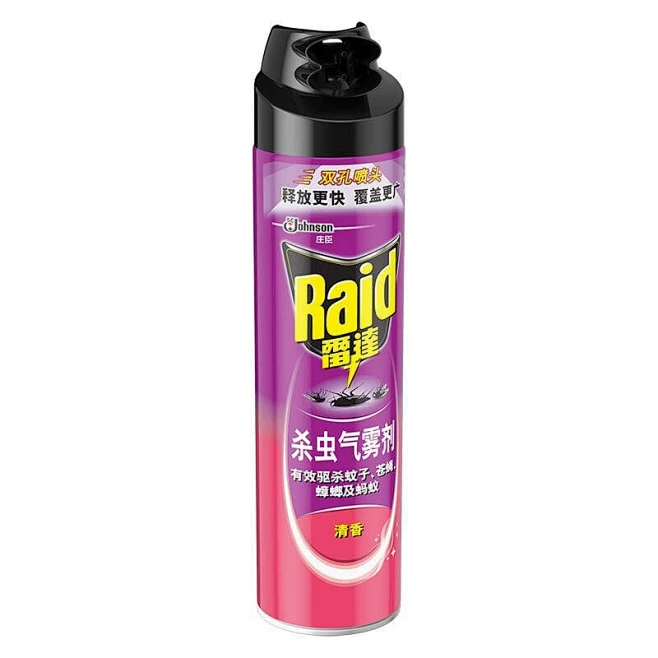 双孔喷头
释放更快 覆盖更广
Johnson
庄臣
Raid
雷達
杀虫气雾剂
有效驱杀蚊子、苍蝇、
蟑螂及蚂蚁
清香